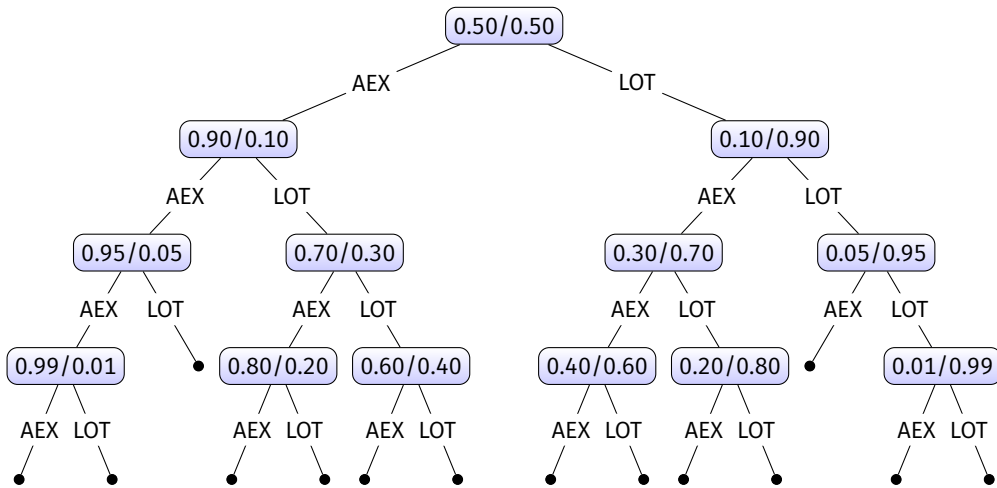 0.50/0.50
AEX LOT
0.90/0.10 0.10/0.90
AEX LOT AEX LOT
0.95/0.05 0.70/0.30 0.30/0.70 0.05/0.95
AEX LOT AEX LOT AEX LOT AEX LOT
0.99/0.01 0.80/0.20 0.60/0.40 0.40/0.60 0.20/0.80 0.01/0.99
AEX LOT AEX LOT AEX LOT AEX LOT AEX LOT AEX LOT